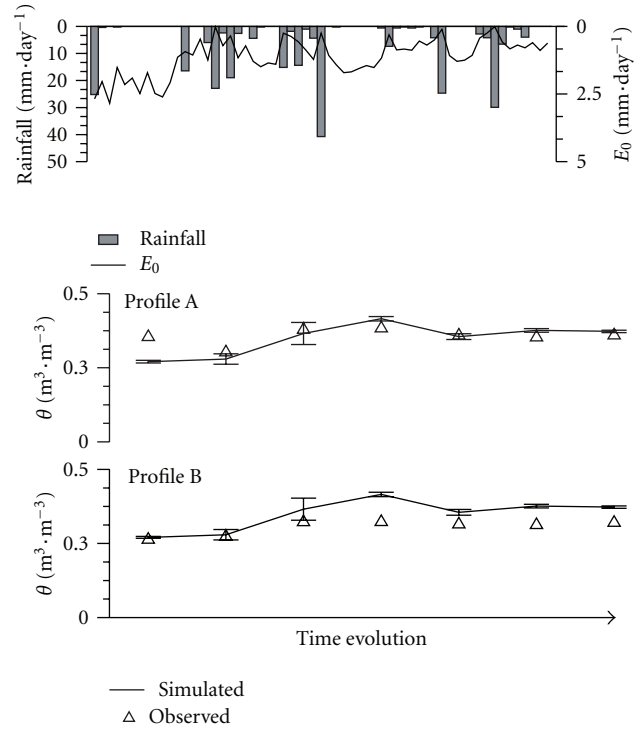 Rainfall (mm·day⁻¹)
0
10
20
30
40
50
0
2.5
5
E₀ (mm·day⁻¹)
Rainfall
E₀
Profile A
θ (m³·m⁻³)
0.5
0.3
0
Profile B
θ (m³·m⁻³)
0.5
0.3
0
Time evolution
Simulated
Observed